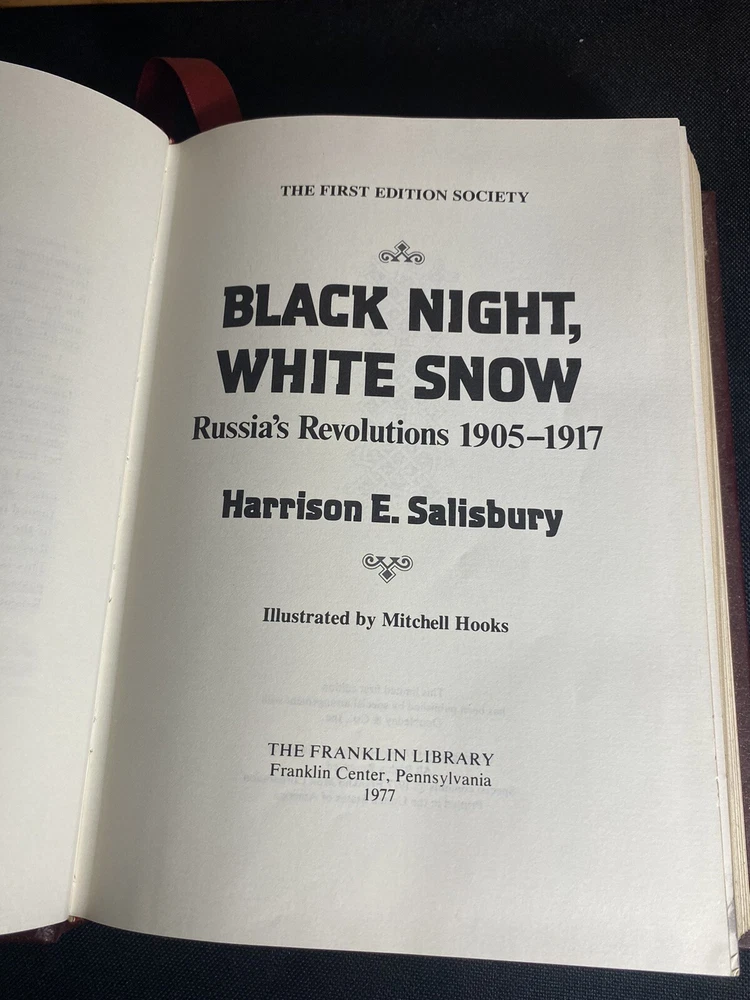 THE FIRST EDITION SOCIETY
BLACK NIGHT,
WHITE SNOW
Russia's Revolutions 1905–1917
Harrison E. Salisbury
Illustrated by Mitchell Hooks
THE FRANKLIN LIBRARY
Franklin Center, Pennsylvania
1977